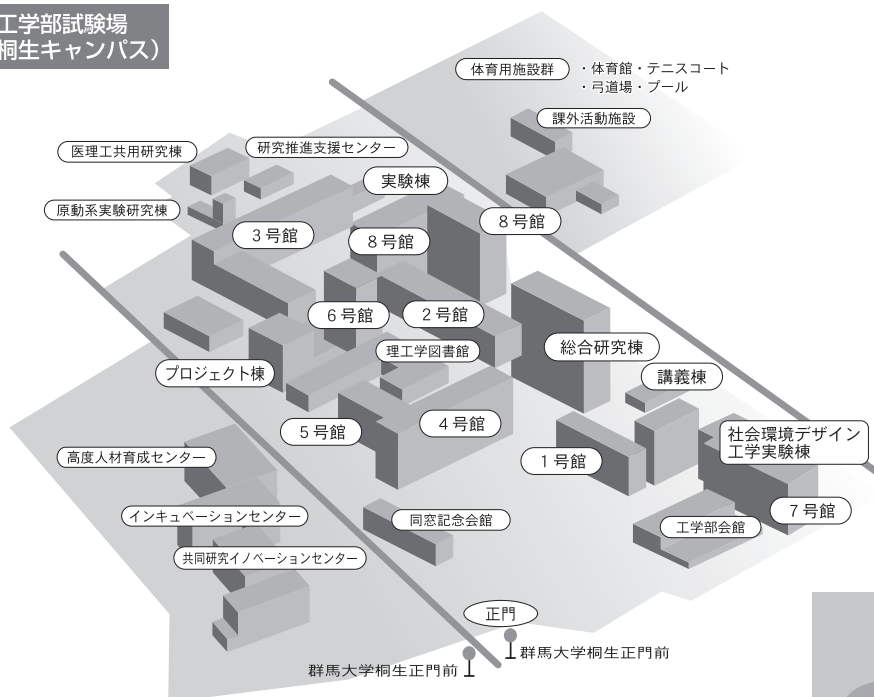 工学部試験場
桐生キャンパス）
体育用施設群
・体育館・テニスコート
・弓道場・プール
課外活動施設
医理工共用研究棟
研究推進支援センター
実験棟
原動系実験研究棟
3号館
8号館
8号館
6号館
2号館
理工学図書館
総合研究棟
プロジェクト棟
講義棟
5号館
4号館
社会環境デザイン
工学実験棟
高度人材育成センター
1号館
インキュベーションセンター
同窓記念会館
工学部会館
7号館
共同研究イノベーションセンター
正門
群馬大学桐生正門前
群馬大学桐生正門前